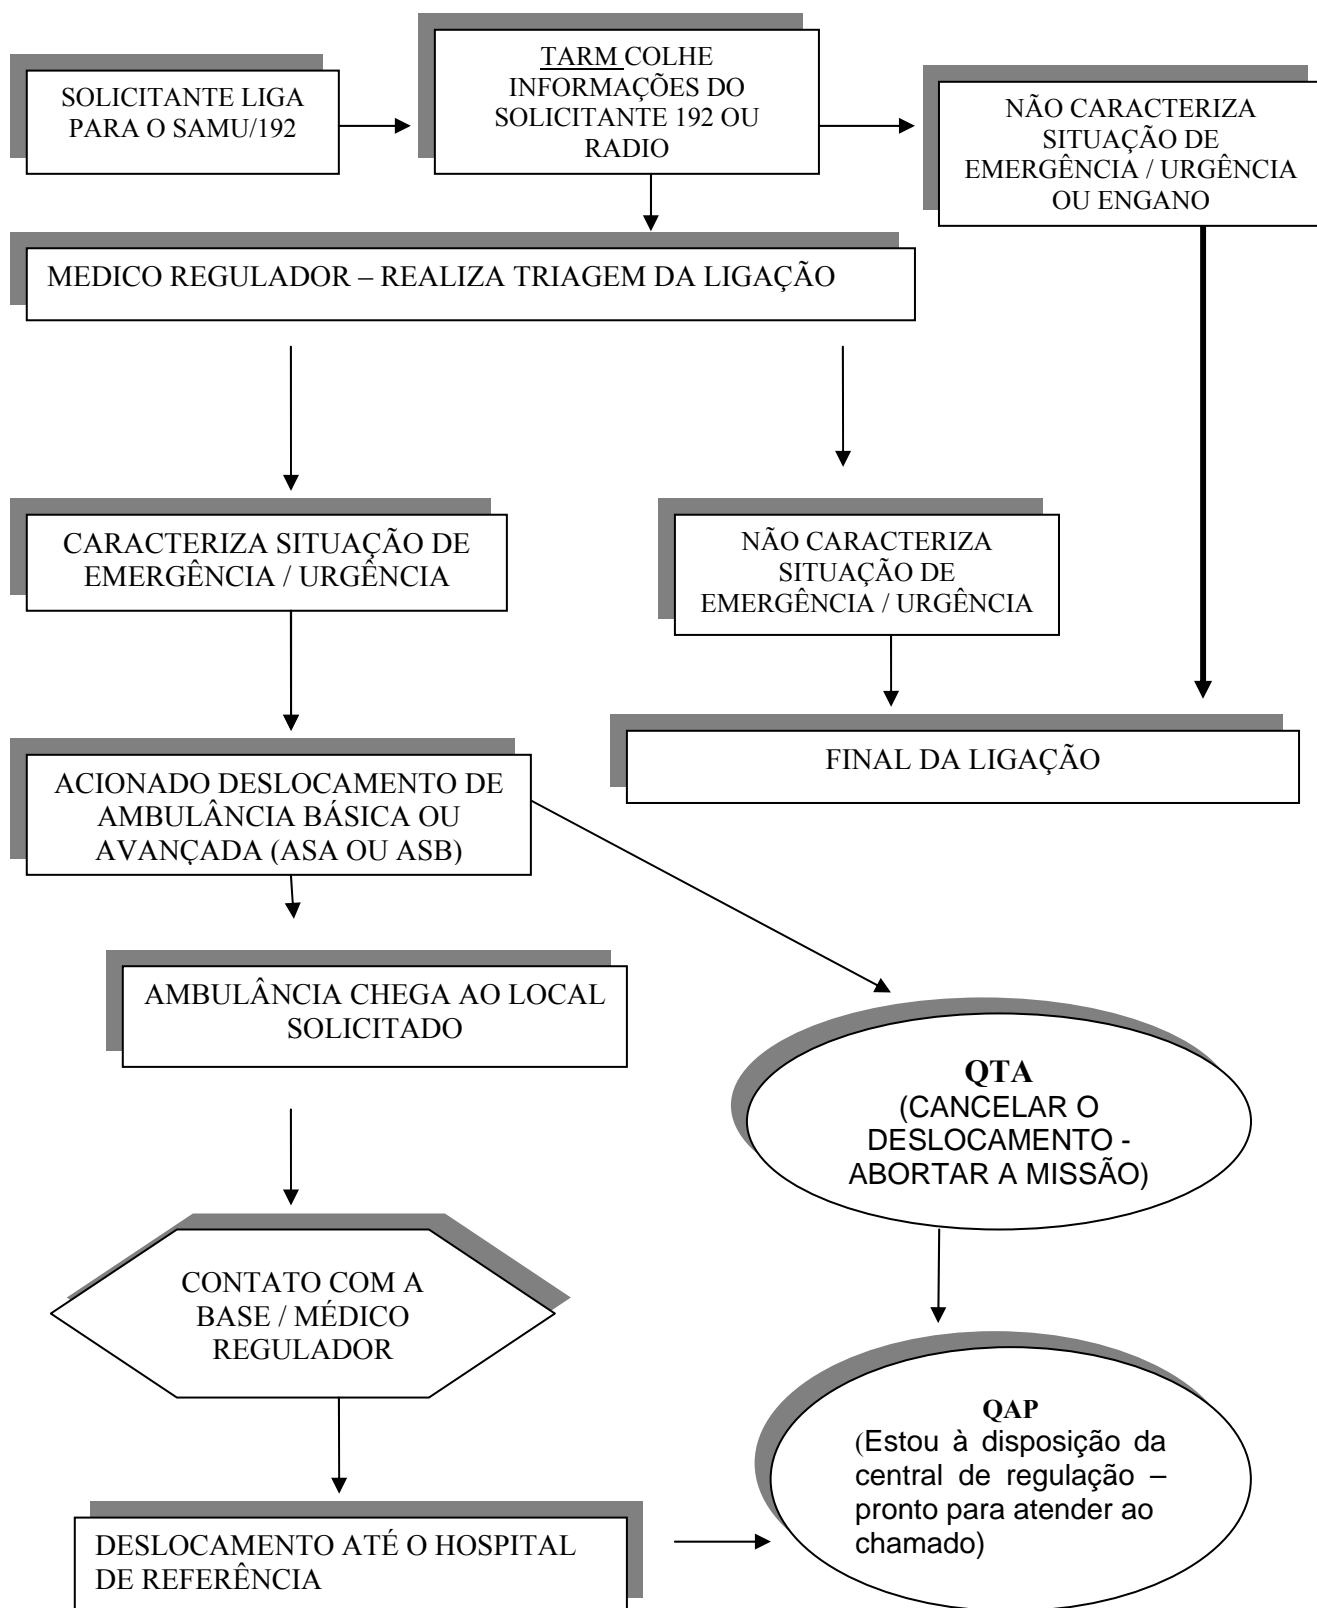 SOLICITANTE LIGA
PARA O SAMU/192
TARM COLHE
INFORMAÇÕES DO
SOLICITANTE 192 OU
RADIO
NÃO CARACTERIZA
SITUAÇÃO DE
EMERGÊNCIA / URGÊNCIA
OU ENGANO
MEDICO REGULADOR – REALIZA TRIAGEM DA LIGAÇÃO
CARACTERIZA SITUAÇÃO DE
EMERGÊNCIA / URGÊNCIA
NÃO CARACTERIZA
SITUAÇÃO DE
EMERGÊNCIA / URGÊNCIA
FINAL DA LIGAÇÃO
ACIONADO DESLOCAMENTO DE
AMBULÂNCIA BÁSICA OU
AVANÇADA (ASA OU ASB)
AMBULÂNCIA CHEGA AO LOCAL
SOLICITADO
QTA
(CANCELAR O
DESLOCAMENTO -
ABORTAR A MISSÃO)
CONTATO COM A
BASE / MÉDICO
REGULADOR
QAP
(Estou à disposição da
central de regulação –
pronto para atender ao
chamado)
DESLOCAMENTO ATÉ O HOSPITAL
DE REFERÊNCIA